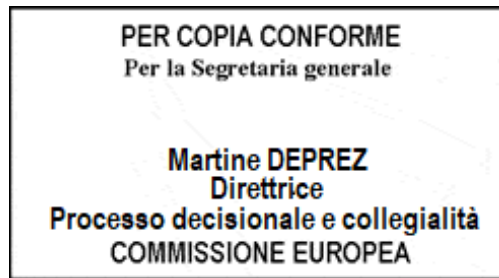 PER COPIA CONFORME
Per la Segretaria generale
Martine DEPREZ
Direttrice
Processo decisionale e collegialità
COMMISSIONE EUROPEA